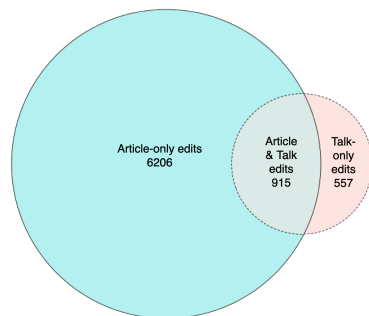 Article-only edits
6206
Article
& Talk
edits
915
Talk-
only
edits
557